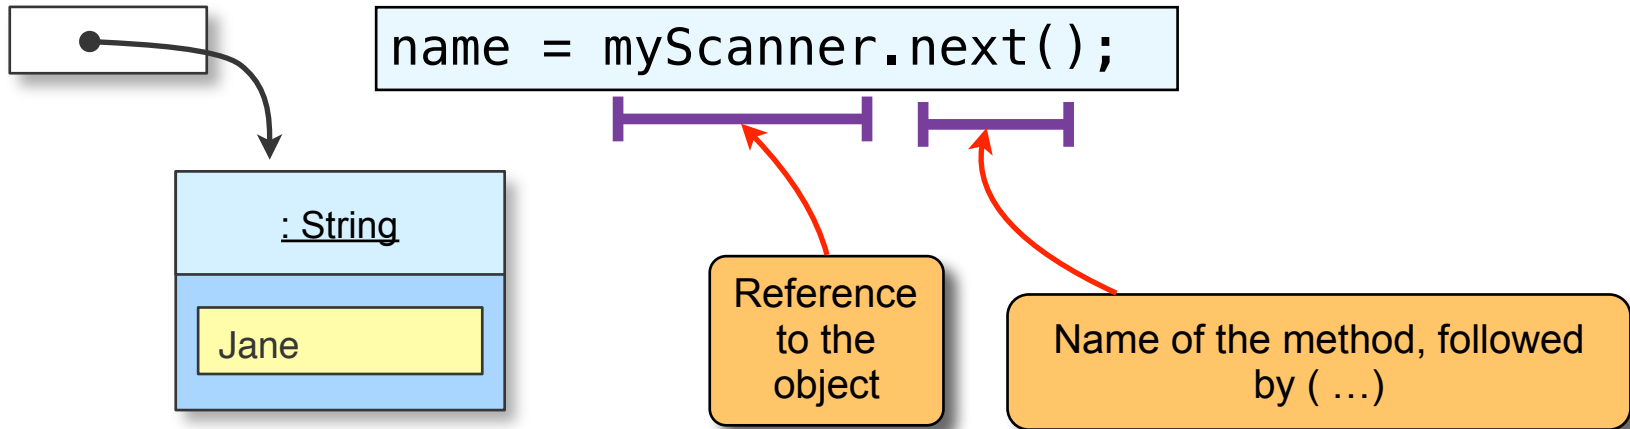 name = myScanner.next();
: String
Jane
Reference
to the
object
Name of the method, followed
by ( …)